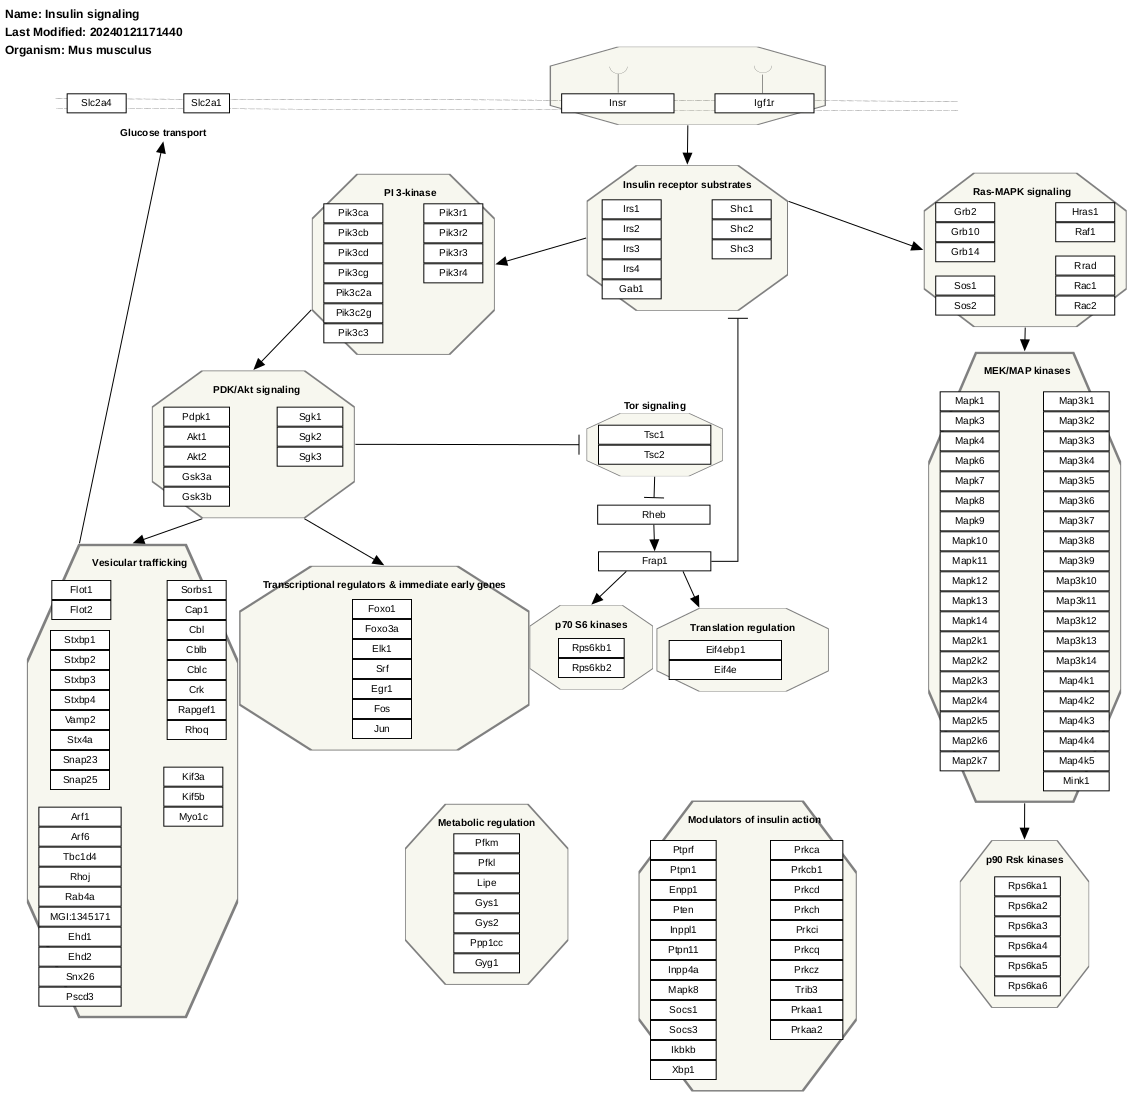 Name: Insulin signaling
Last Modified: 20240121171440
Organism: Mus musculus
Slc2a4
Slc2a1
Insr
Igf1r
Glucose transport
PI 3-kinase
Pik3ca
Pik3cb
Pik3cd
Pik3cg
Pik3c2a
Pik3c2g
Pik3c3
Pik3r1
Pik3r2
Pik3r3
Pik3r4
Insulin receptor substrates
Irs1
Irs2
Irs3
Irs4
Gab1
Shc1
Shc2
Shc3
Ras-MAPK signaling
Grb2
Grb10
Grb14
Sos1
Sos2
Hras1
Raf1
Rrad
Rac1
Rac2
PDK/Akt signaling
Pdpk1
Akt1
Akt2
Gsk3a
Gsk3b
Sgk1
Sgk2
Sgk3
Tor signaling
Tsc1
Tsc2
Rheb
Frap1
MEK/MAP kinases
Mapk1
Mapk3
Mapk4
Mapk6
Mapk7
Mapk8
Mapk9
Mapk10
Mapk11
Mapk12
Mapk13
Mapk14
Map2k1
Map2k2
Map2k3
Map2k4
Map2k5
Map2k6
Map2k7
Map3k1
Map3k2
Map3k3
Map3k4
Map3k5
Map3k6
Map3k7
Map3k8
Map3k9
Map3k10
Map3k11
Map3k12
Map3k13
Map3k14
Map4k1
Map4k2
Map4k3
Map4k4
Map4k5
Mink1
Vesicular trafficking
Flot1
Flot2
Stxbp1
Stxbp2
Stxbp3
Stxbp4
Vamp2
Stx4a
Snap23
Snap25
Arf1
Arf6
Tbc1d4
Rhoj
Rab4a
MGI:1345171
Ehd1
Ehd2
Snx26
Pscd3
Sorbs1
Cap1
Cbl
Cblb
Cblc
Crk
Rapgef1
Rhoq
Kif3a
Kif5b
Myo1c
Transcriptional regulators & immediate early genes
Foxo1
Foxo3a
Elk1
Srf
Egr1
Fos
Jun
p70 S6 kinases
Rps6kb1
Rps6kb2
Translation regulation
Eif4ebp1
Eif4e
Metabolic regulation
Pfkm
Pfkl
Lipe
Gys1
Gys2
Ppp1cc
Gyg1
Modulators of insulin action
Ptprf
Ptpn1
Enpp1
Pten
Inppl1
Ptpn11
Inpp4a
Mapk8
Socs1
Socs3
Ikbkb
Xbp1
Prkca
Prkcb1
Prkcd
Prkch
Prkci
Prkcq
Prkcz
Trib3
Prkaa1
Prkaa2
p90 Rsk kinases
Rps6ka1
Rps6ka2
Rps6ka3
Rps6ka4
Rps6ka5
Rps6ka6